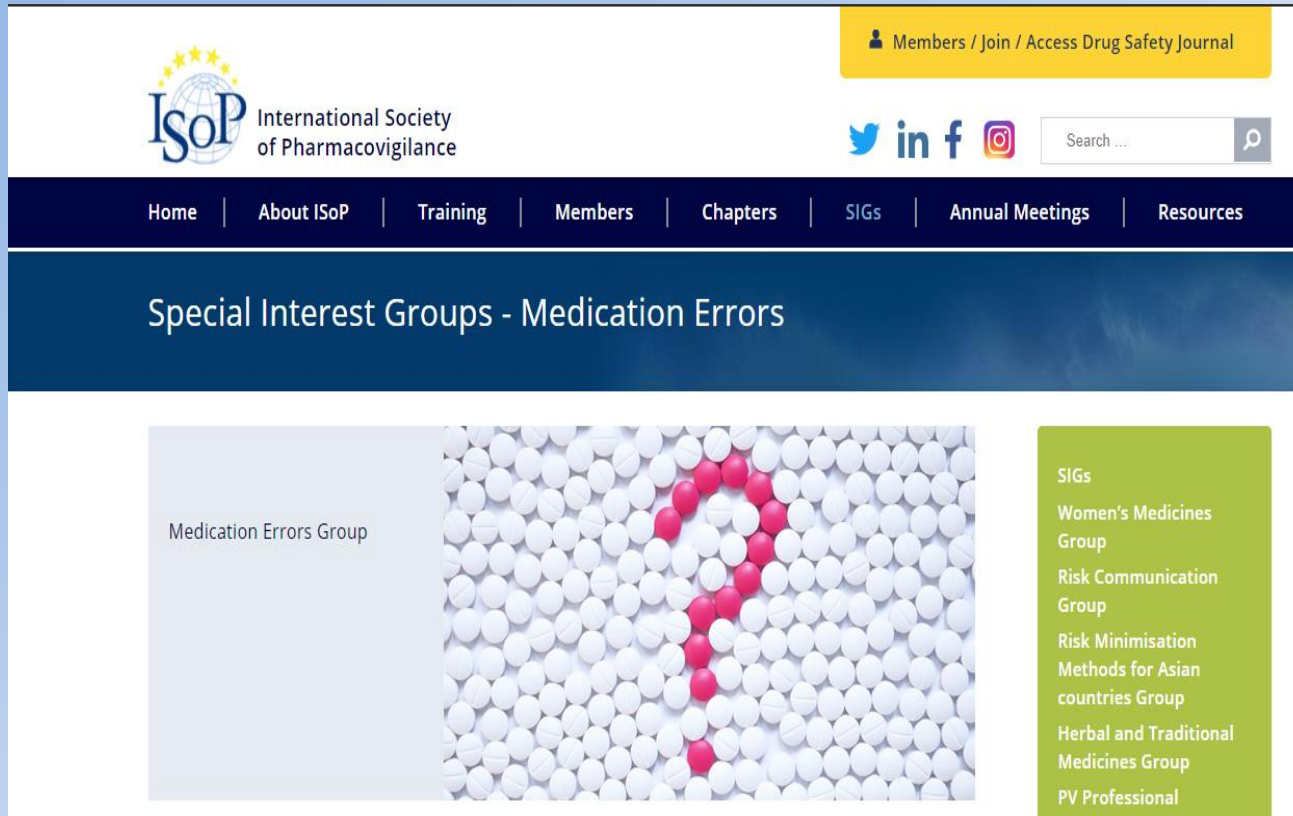 Members / Join / Access Drug Safety Journal
ISoP
International Society
of Pharmacovigilance
in f
Search ...
Home | About ISoP | Training | Members | Chapters | SIGs | Annual Meetings | Resources
Special Interest Groups - Medication Errors
Medication Errors Group
SIGs
Women's Medicines
Group
Risk Communication
Group
Risk Minimisation
Methods for Asian
countries Group
Herbal and Traditional
Medicines Group
PV Professional